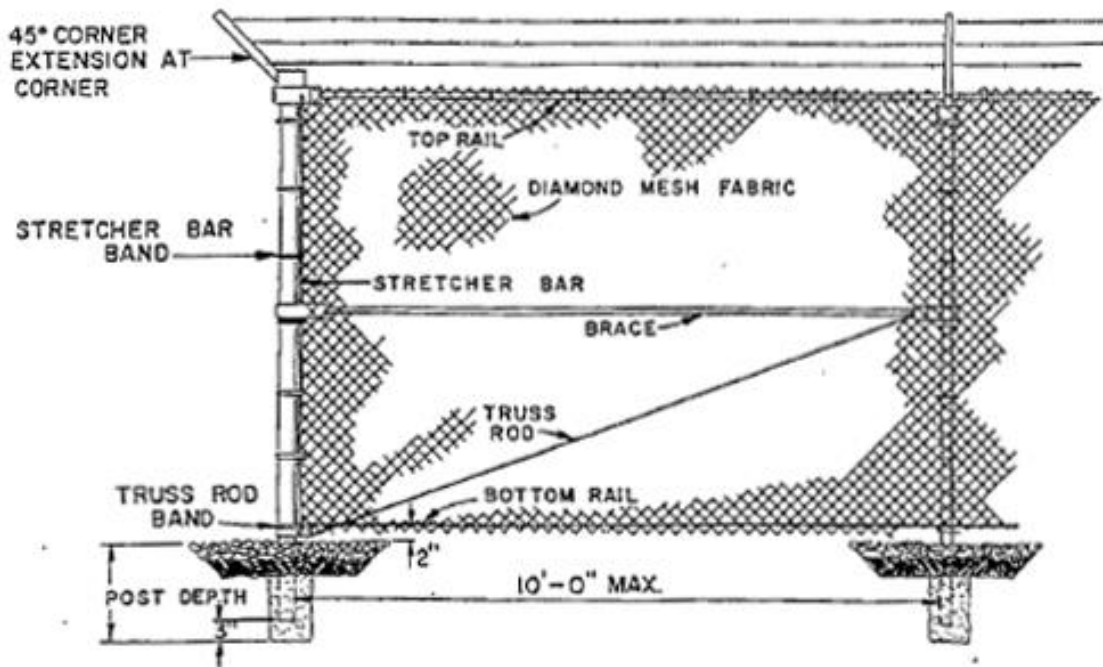 45° CORNER
EXTENSION AT
CORNER
TOP RAIL
DIAMOND MESH FABRIC
STRETCHER BAR
BAND
STRETCHER BAR
BRACE
TRUSS
ROD
TRUSS ROD
BAND
BOTTOM RAIL
2"
10'-0" MAX.
POST DEPTH
3"